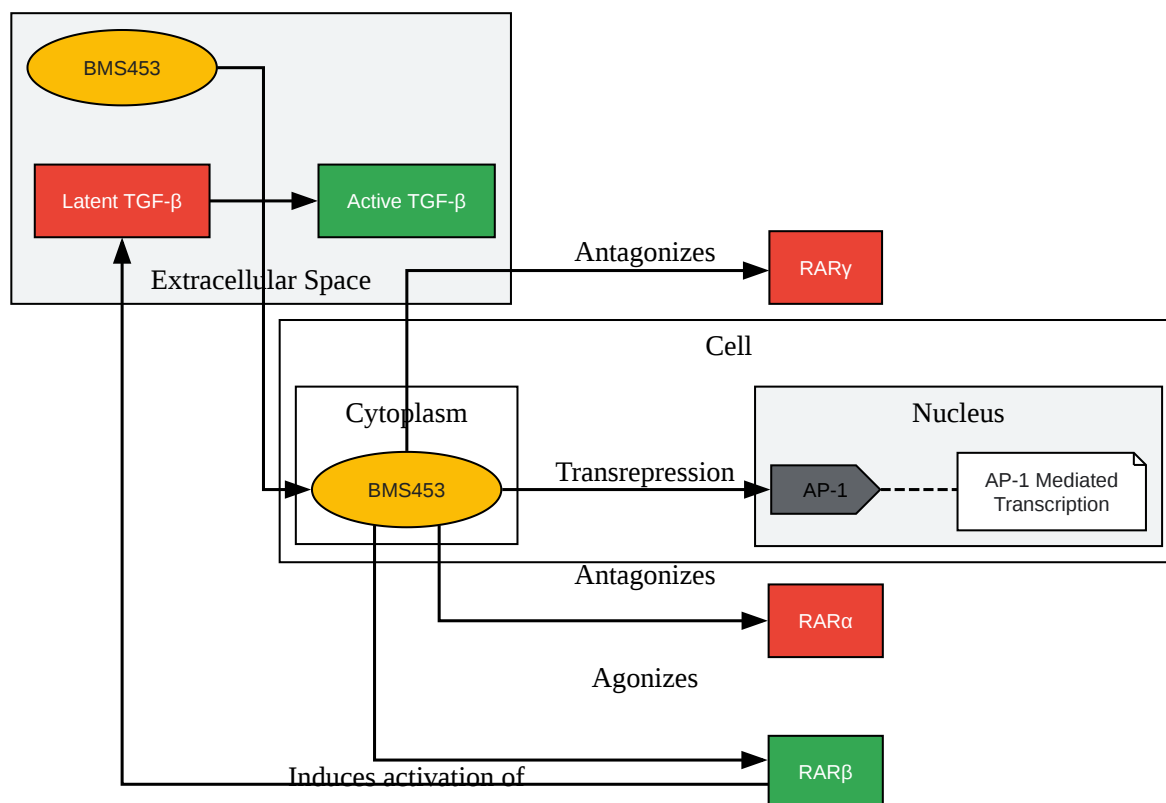 BMS453
Latent TGF-β
Active TGF-β
Extracellular Space
Antagonizes
RARγ
Cell
Cytoplasm
Nucleus
BMS453
Transrepression
AP-1
AP-1 Mediated
Transcription
Antagonizes
RARα
Agonizes
RARβ
Induces activation of